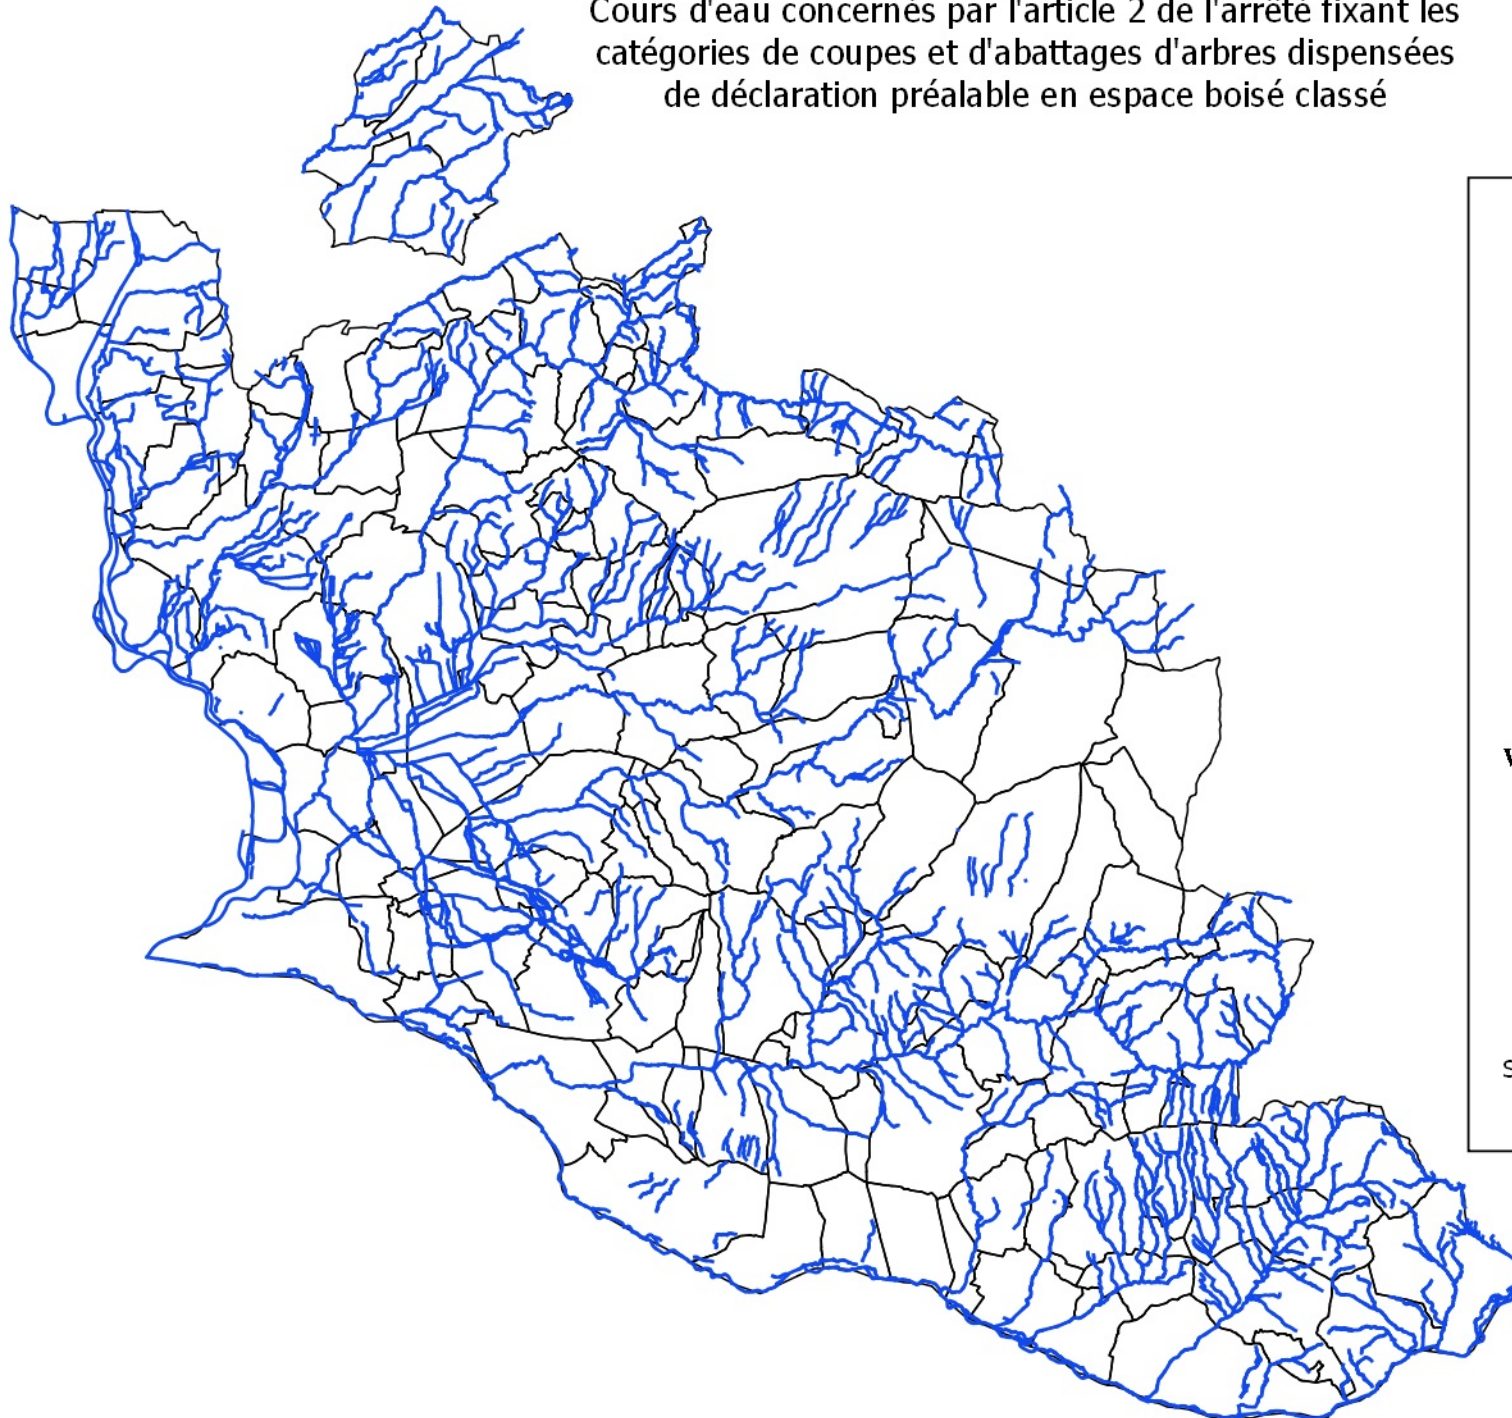 Cours d'eau concernés par l'article 2 de l'arrêté fixant les
catégories de coupes et d'abattages d'arbres dispensées
de déclaration préalable en espace boisé classé